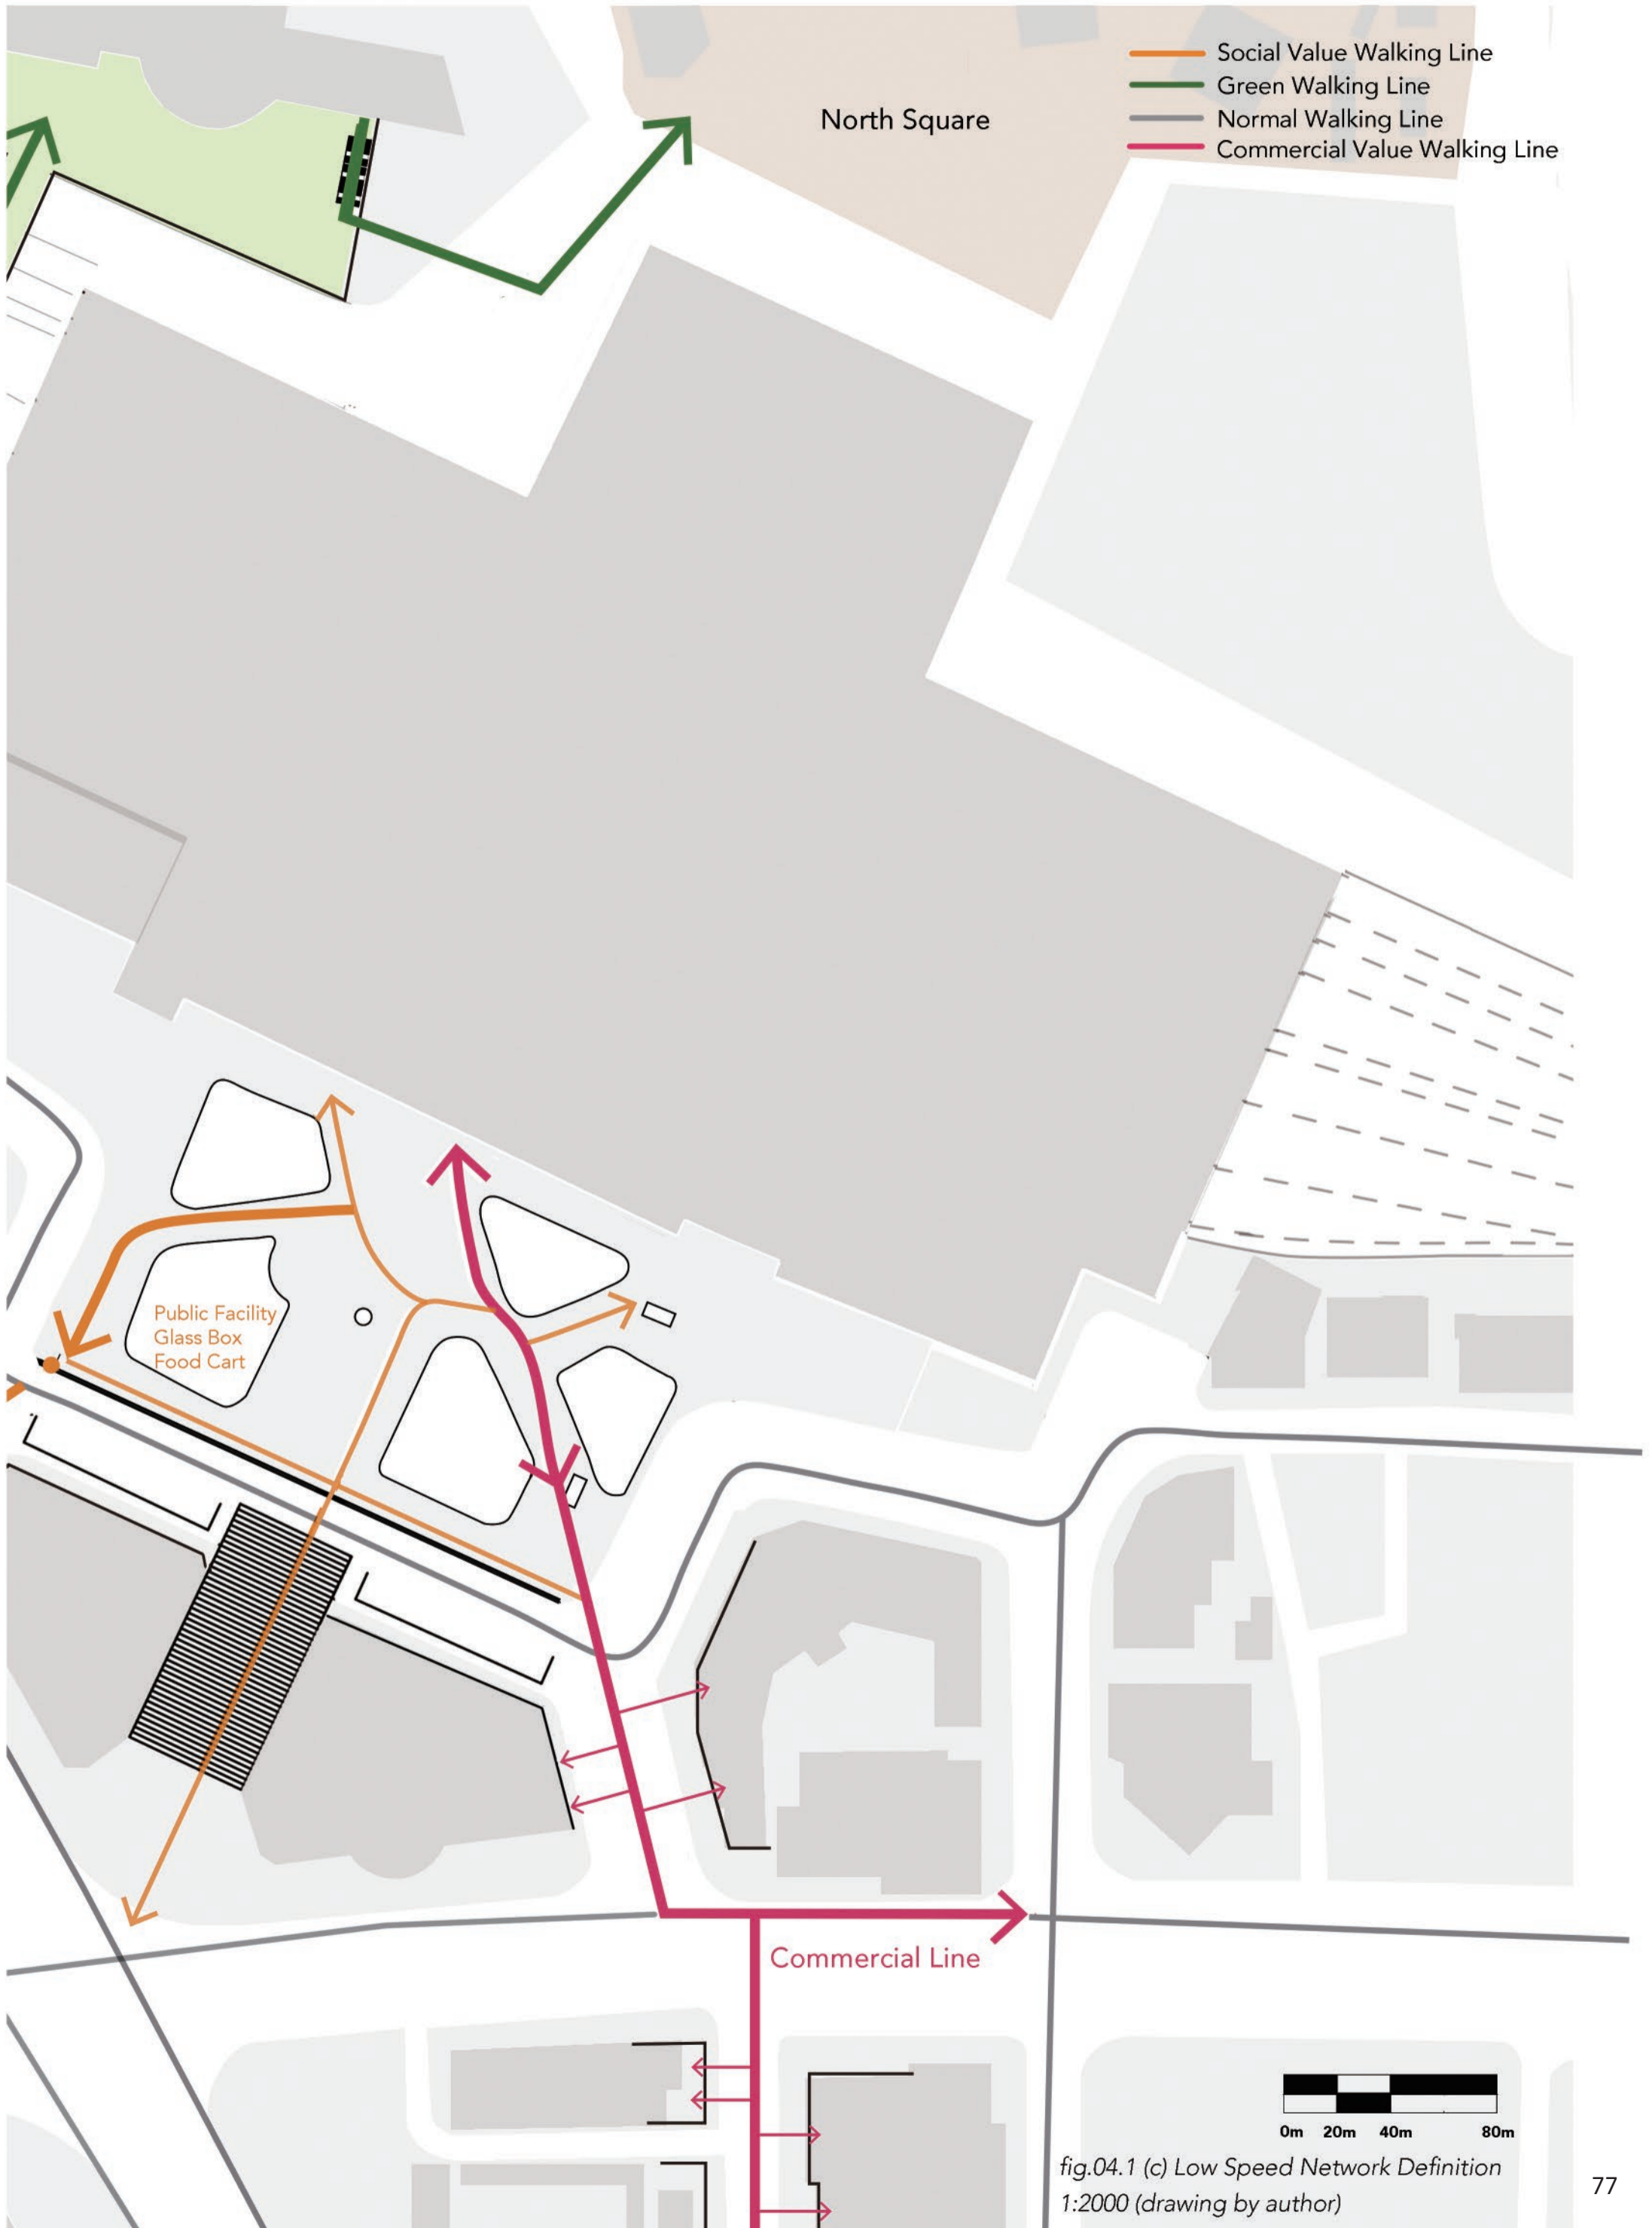 Social Value Walking Line
Green Walking Line
North Square
Normal Walking Line
Commercial Value Walking Line
Public Facility
Glass Box
Food Cart
Commercial Line
0m 20m 40m 80m
fig.04.1 (c) Low Speed Network Definition
1:2000 (drawing by author)
77